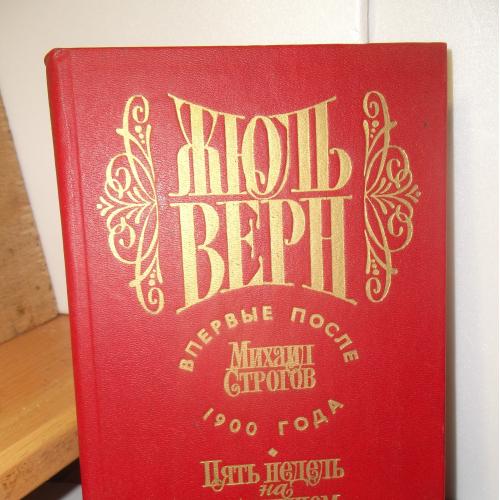 ЖЮЛЬ
ВЕРН
ВПЕРВЫЕ ПОСЛЕ
МИХАИЛ
СТРОГОВ
1900 ГОДА
Пять недель
на